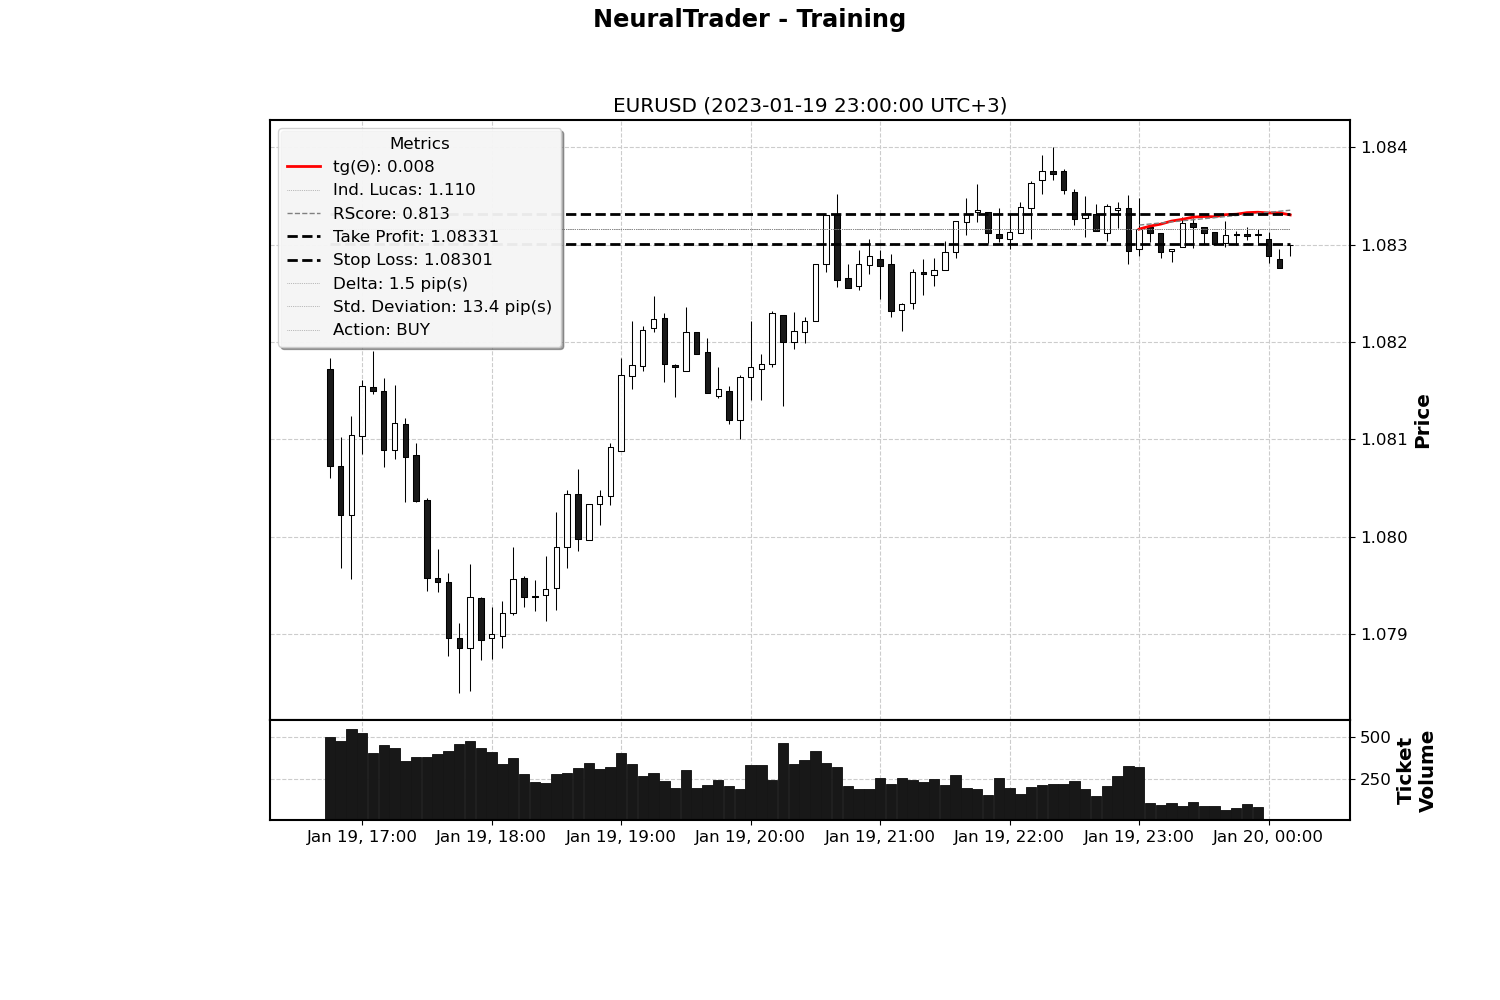 NeuralTrader - Training
EURUSD (2023-01-19 23:00:00 UTC+3)
Metrics
tg(Θ): 0.008
Ind. Lucas: 1.110
RScore: 0.813
Take Profit: 1.08331
Stop Loss: 1.08301
Delta: 1.5 pip(s)
Std. Deviation: 13.4 pip(s)
Action: BUY
1.084
1.083
1.082
1.081
1.080
1.079
Price
500
250
Ticket
Volume
Jan 19, 17:00
Jan 19, 18:00
Jan 19, 19:00
Jan 19, 20:00
Jan 19, 21:00
Jan 19, 22:00
Jan 19, 23:00
Jan 20, 00:00